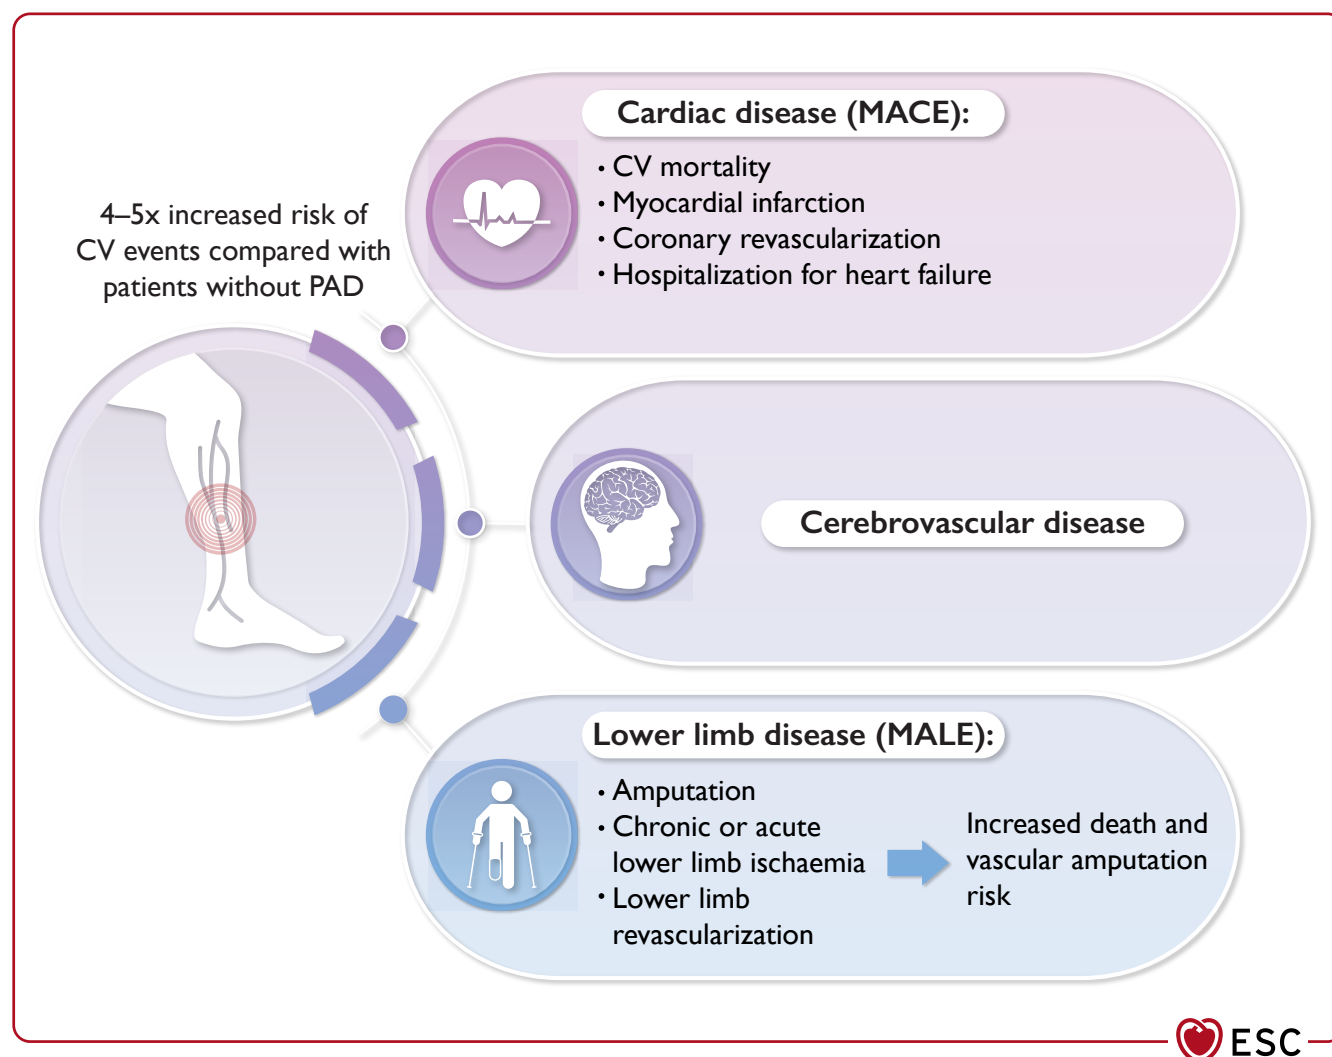 4–5x increased risk of
CV events compared with
patients without PAD
Cardiac disease (MACE):
• CV mortality
• Myocardial infarction
• Coronary revascularization
• Hospitalization for heart failure
Cerebrovascular disease
Lower limb disease (MALE):
• Amputation
• Chronic or acute
lower limb ischaemia
• Lower limb
revascularization
Increased death and
vascular amputation
risk
ESC